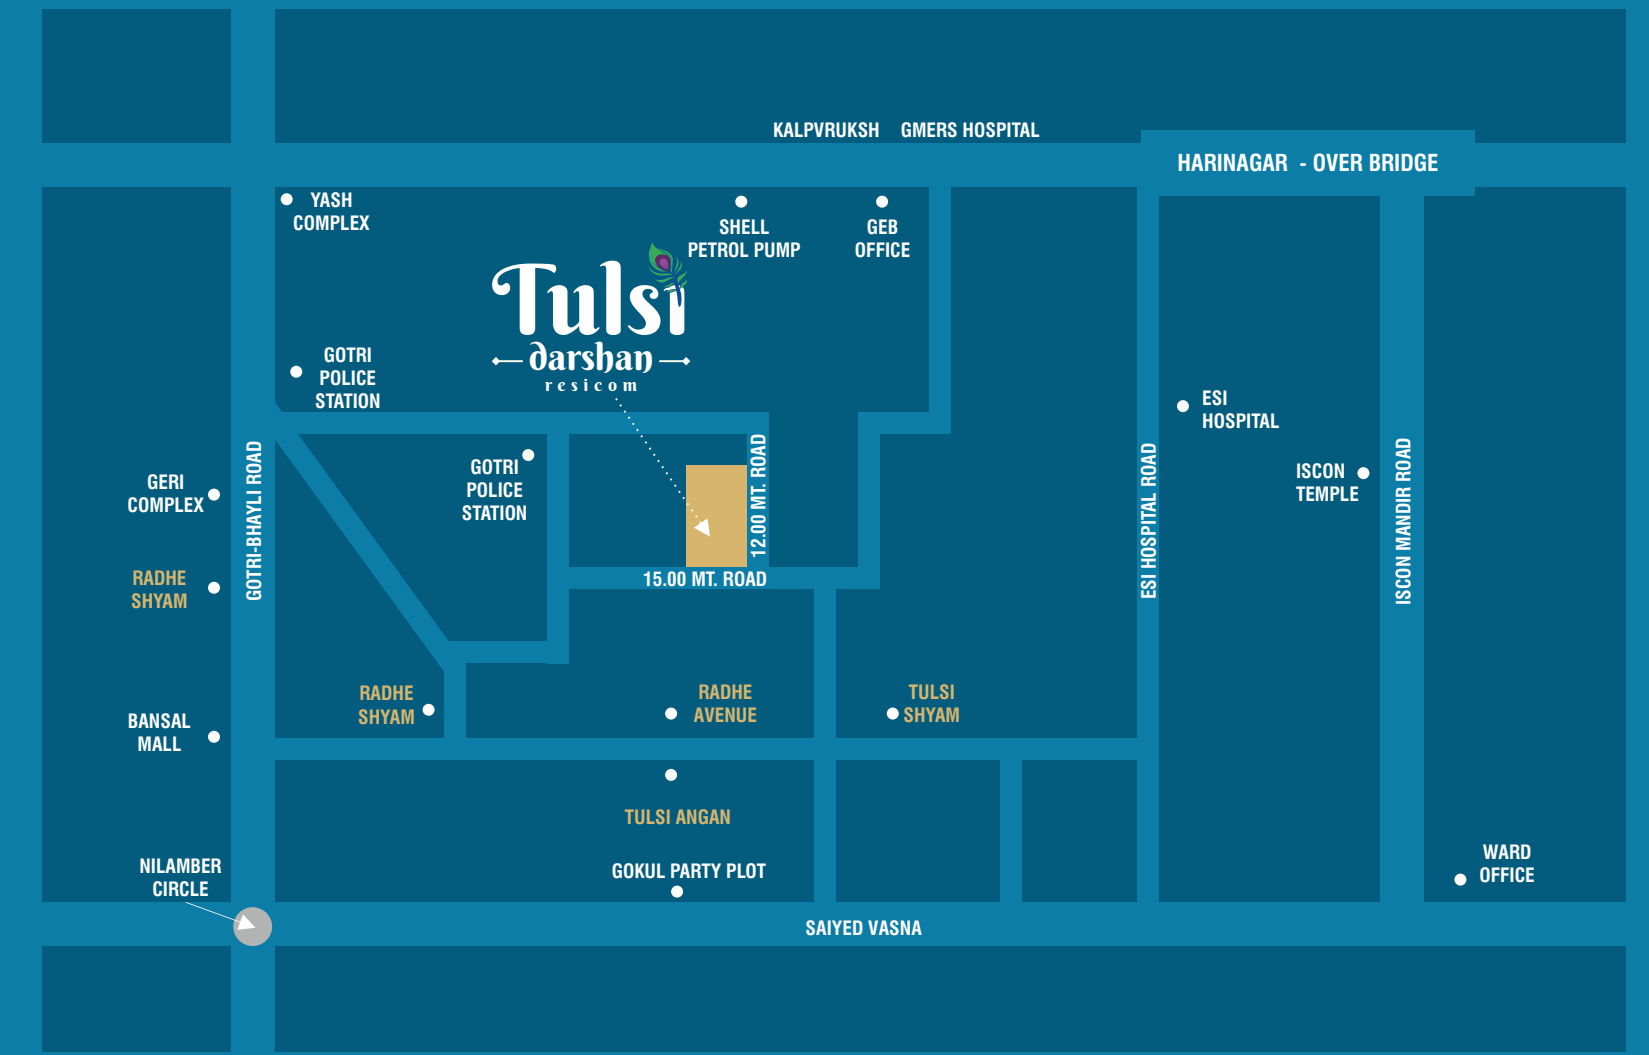 KALPVRUKSH GMERS HOSPITAL
HARINAGAR - OVER BRIDGE
YASH
COMPLEX
SHELL
PETROL PUMP
GEB
OFFICE
Tulsi
darshan
resicom
GOTRI
POLICE
STATION
ESI
HOSPITAL
GOTRI-BHAYLI ROAD
GOTRI
POLICE
STATION
12.00 MT. ROAD
ESI HOSPITAL ROAD
ISCON
TEMPLE
ISCON MANDIR ROAD
GERI
COMPLEX
RADHE
SHYAM
15.00 MT. ROAD
RADHE
SHYAM
RADHE
AVENUE
TULSI
SHYAM
BANSAL
MALL
TULSI ANGAN
GOKUL PARTY PLOT
NILAMBER
CIRCLE
WARD
OFFICE
SAIYED VASNA